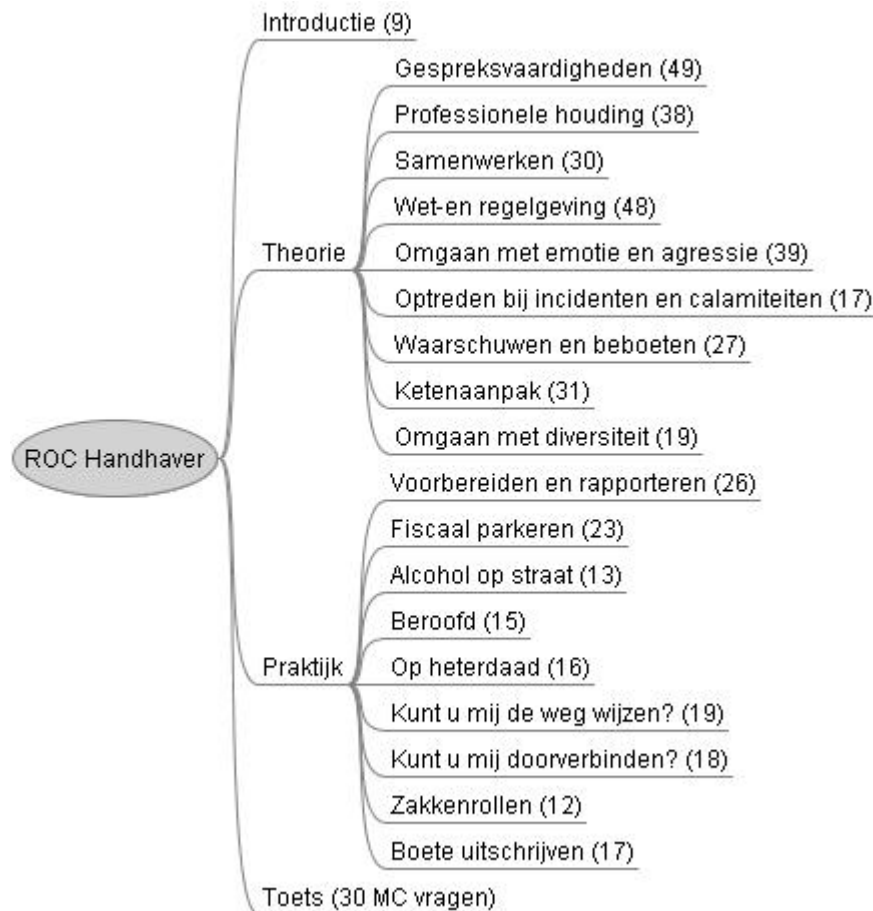 Introductie (9)
Gespreksvaardigheden (49)
Professionele houding (38)
Samenwerken (30)
Wet-en regelgeving (48)
Theorie
Omgaan met emotie en agressie (39)
Optreden bij incidenten en calamiteiten (17)
Waarschuwen en beboeten (27)
Ketenaanpak (31)
Omgaan met diversiteit (19)
ROC Handhaver
Voorbereiden en rapporteren (26)
Fiscaal parkeren (23)
Alcohol op straat (13)
Beroofd (15)
Praktijk
Op heterdaad (16)
Kunt u mij de weg wijzen? (19)
Kunt u mij doorverbinden? (18)
Zakkenrollen (12)
Boete uitschrijven (17)
Toets (30 MC vragen)